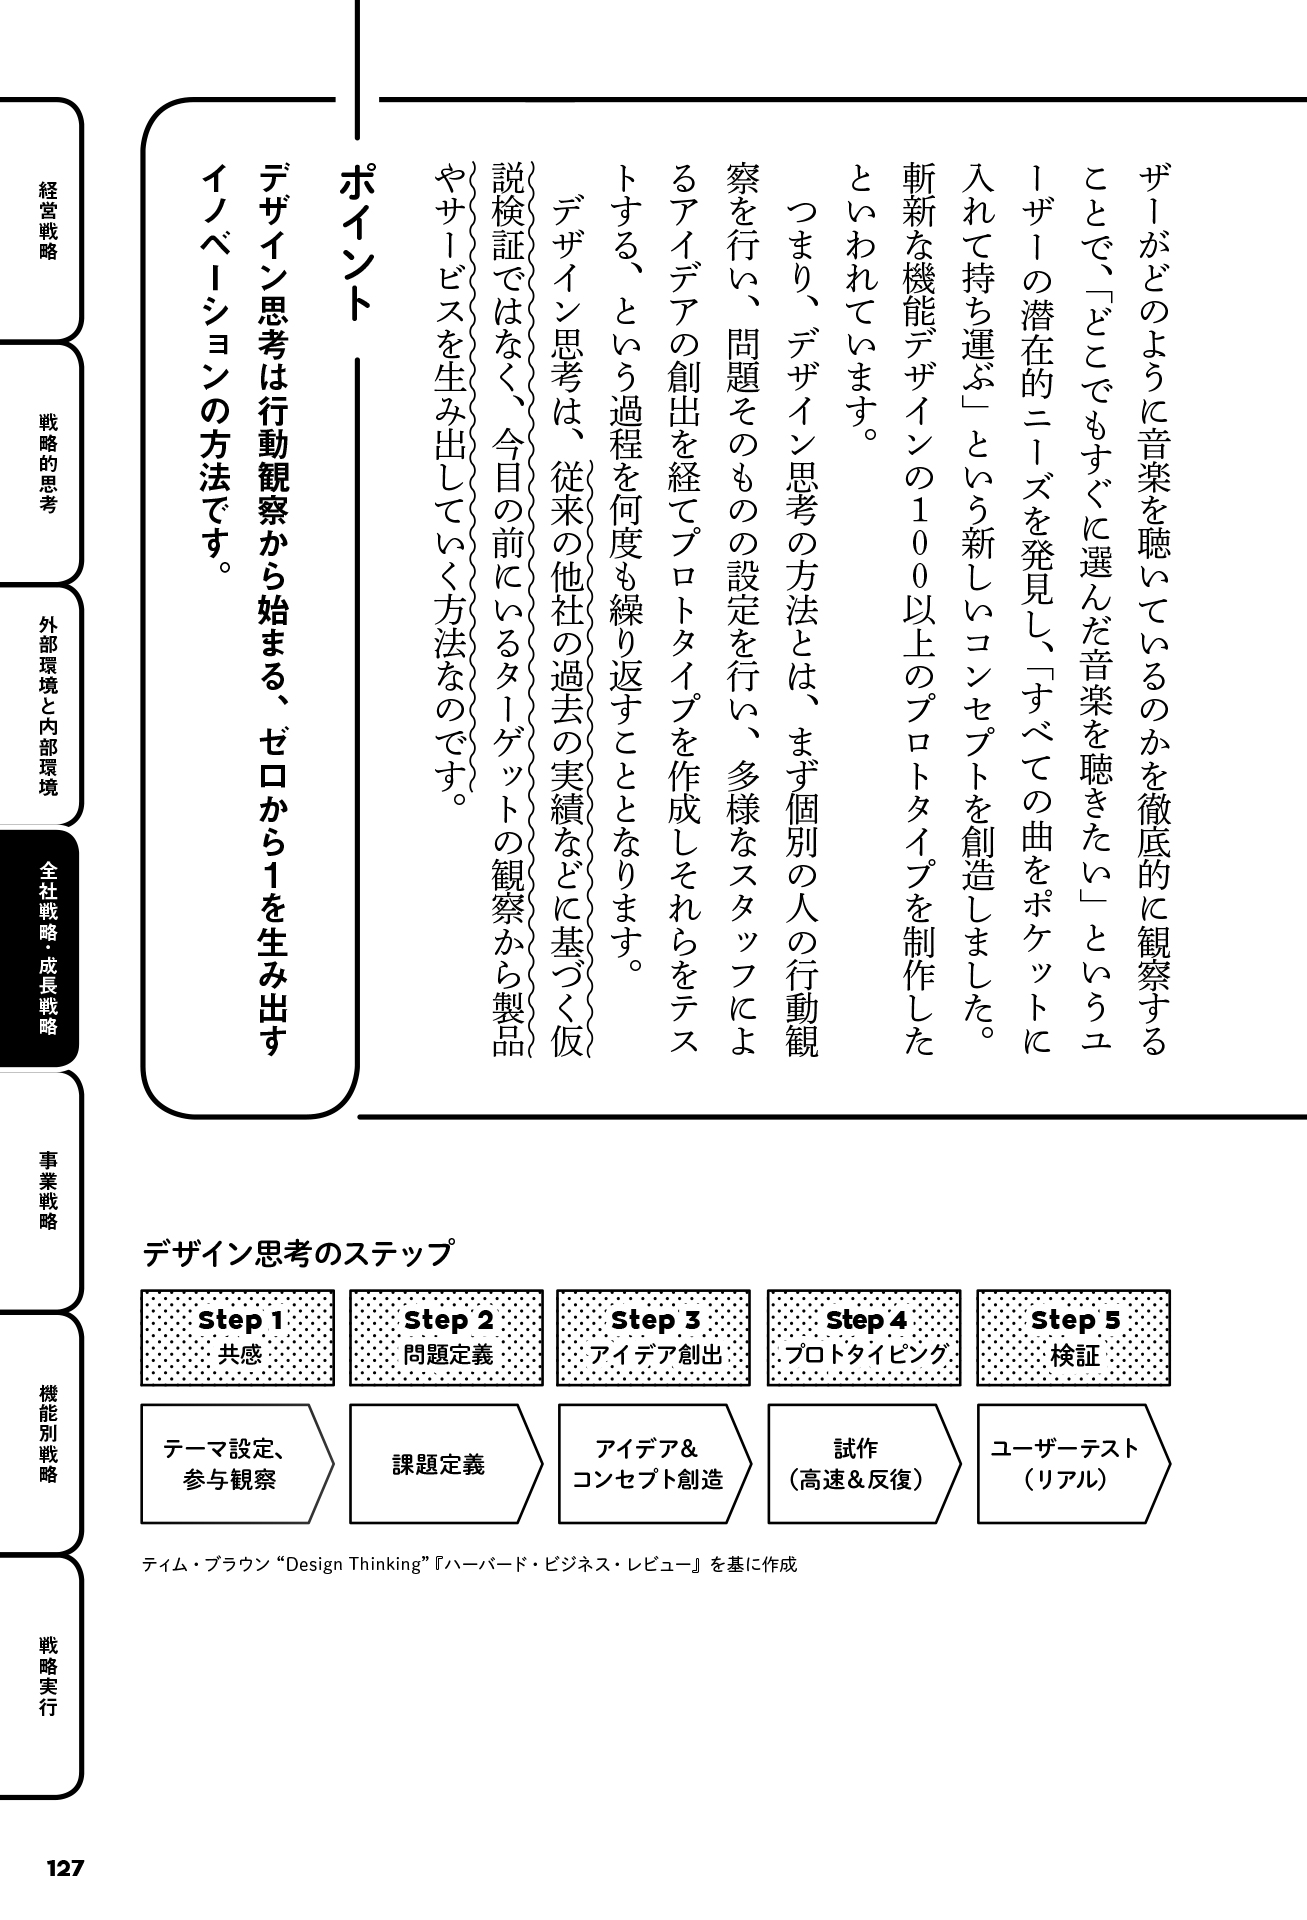 ザーがどのように音楽を聴いているのかを徹底的に観察する
ことで、「どこでもすぐに選んだ音楽を聴きたい」というユ
ーザーの潜在的ニーズを発見し、「すべての曲をポケットに
入れて持ち運ぶ」という新しいコンセプトを創造しました。
斬新な機能デザインの１００以上のプロトタイプを制作した
といわれています。
つまり、デザイン思考の方法とは、まず個別の人の行動観
察を行い、問題そのものの設定を行い、多様なスタッフによ
るアイデアの創出を経てプロトタイプを作成しそれらをテス
トする、という過程を何度も繰り返すこととなります。
デザイン思考は、従来の他社の過去の実績などに基づく仮
説検証ではなく、今目の前にいるターゲットの観察から製品
やサービスを生み出していく方法なのです。
ポイント
デザイン思考は行動観察から始まる、ゼロから１を生み出す
イノベーションの方法です。
デザイン思考のステップ
Step 1
共感
Step 2
問題定義
Step 3
アイデア創出
Step 4
プロトタイピング
Step 5
検証
テーマ設定、
参与観察
課題定義
アイデア＆
コンセプト創造
試作
（高速＆反復）
ユーザーテスト
（リアル）
ティム・ブラウン “Design Thinking”『ハーバード・ビジネス・レビュー』を基に作成
経営戦略
戦略的思考
外部環境と内部環境
全社戦略・成長戦略
事業戦略
機能別戦略
戦略実行
127